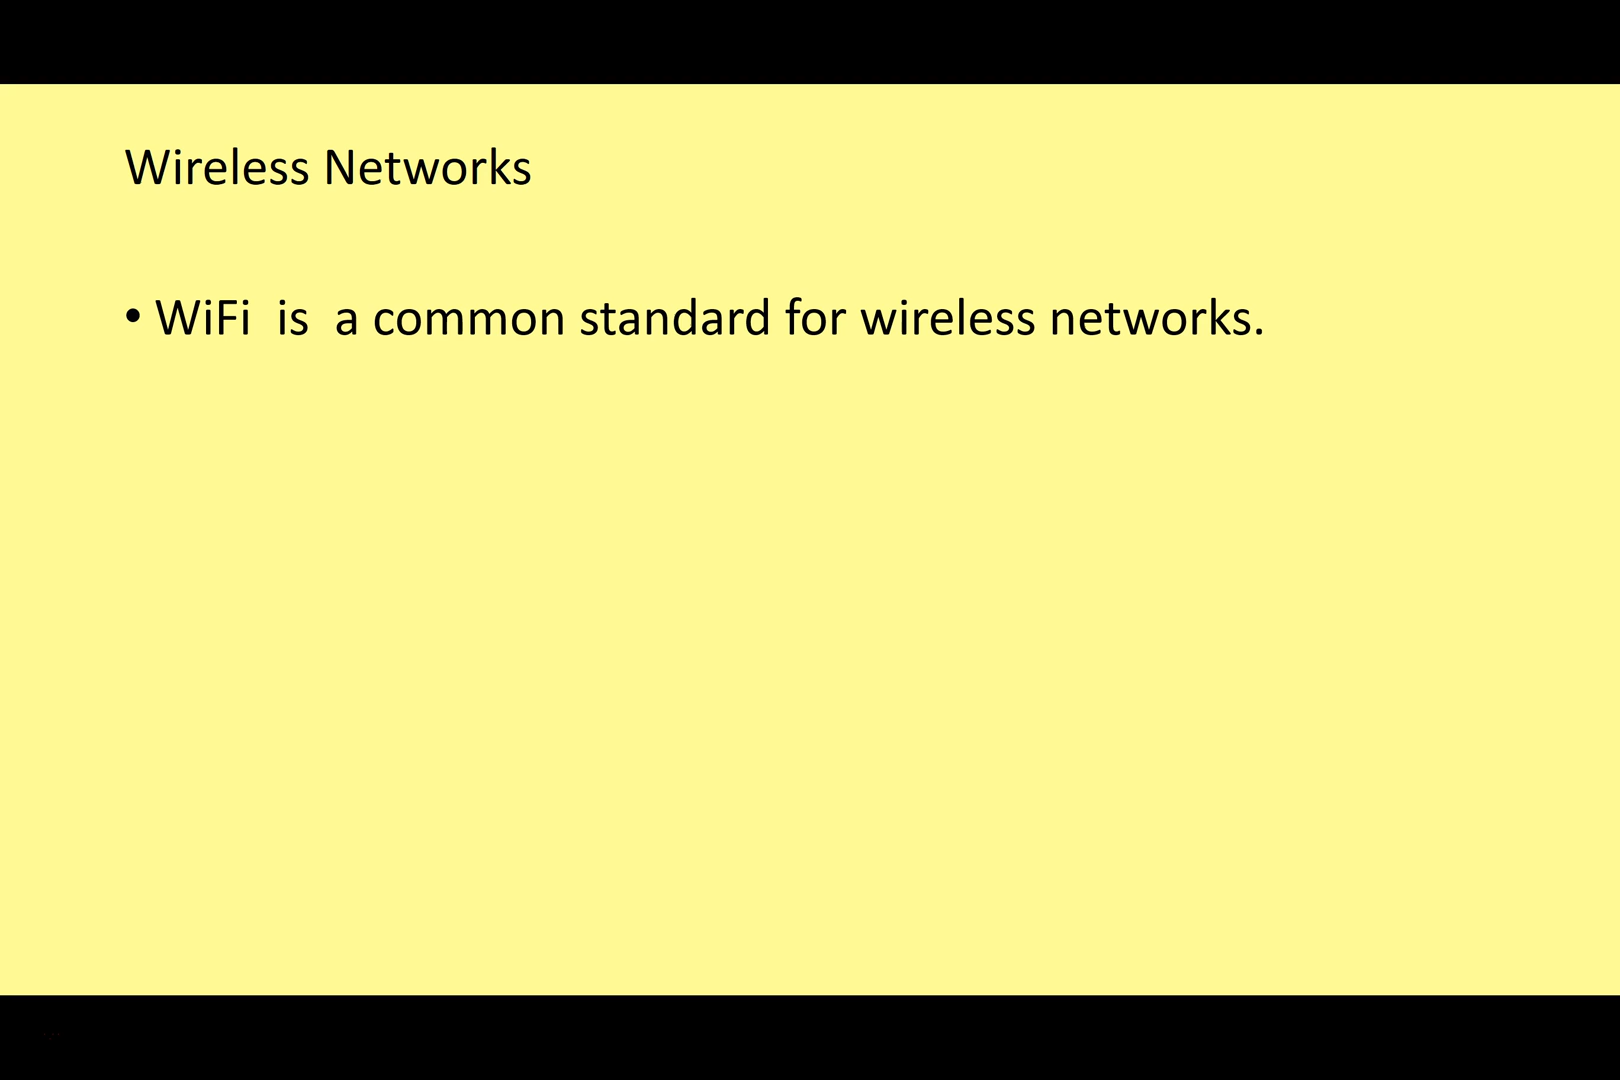 Wireless Networks
• WiFi  is  a common standard for wireless networks.